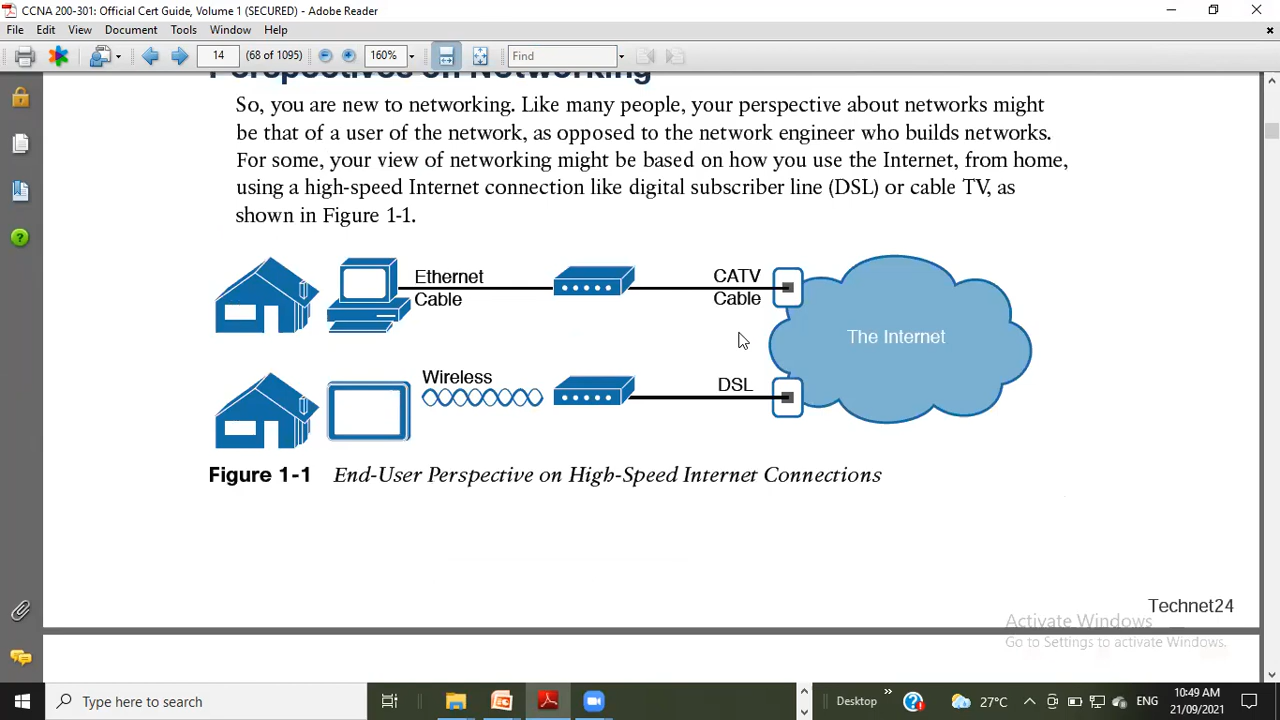 CCNA 200-301: Official Cert Guide, Volume 1 (SECURED) - Adobe Reader
File Edit View Document Tools Window Help
14 (68 of 1095) 160% Find
Perspectives on Networking
So, you are new to networking. Like many people, your perspective about networks might
be that of a user of the network, as opposed to the network engineer who builds networks.
For some, your view of networking might be based on how you use the Internet, from home,
using a high-speed Internet connection like digital subscriber line (DSL) or cable TV, as
shown in Figure 1-1.
Ethernet
Cable
CATV
Cable
The Internet
Wireless
DSL
Figure 1-1 End-User Perspective on High-Speed Internet Connections
Technet24
Activate Windows
Go to Settings to activate Windows.
Type here to search
Desktop
27°C
ENG
10:49 AM
21/09/2021